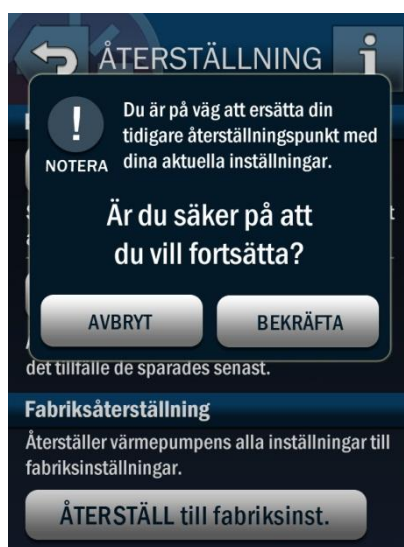 ÅTERSTÄLLNING
Du är på väg att ersätta din
tidigare återställningspunkt med
dina aktuella inställningar.
NOTERA
Är du säker på att
du vill fortsätta?
AVBRYT
BEKRÄFTA
det tillfälle de sparades senast.
Fabriksåterställning
Återställer värmepumpens alla inställningar till
fabriksinställningar.
ÅTERSTÄLL till fabriksinst.